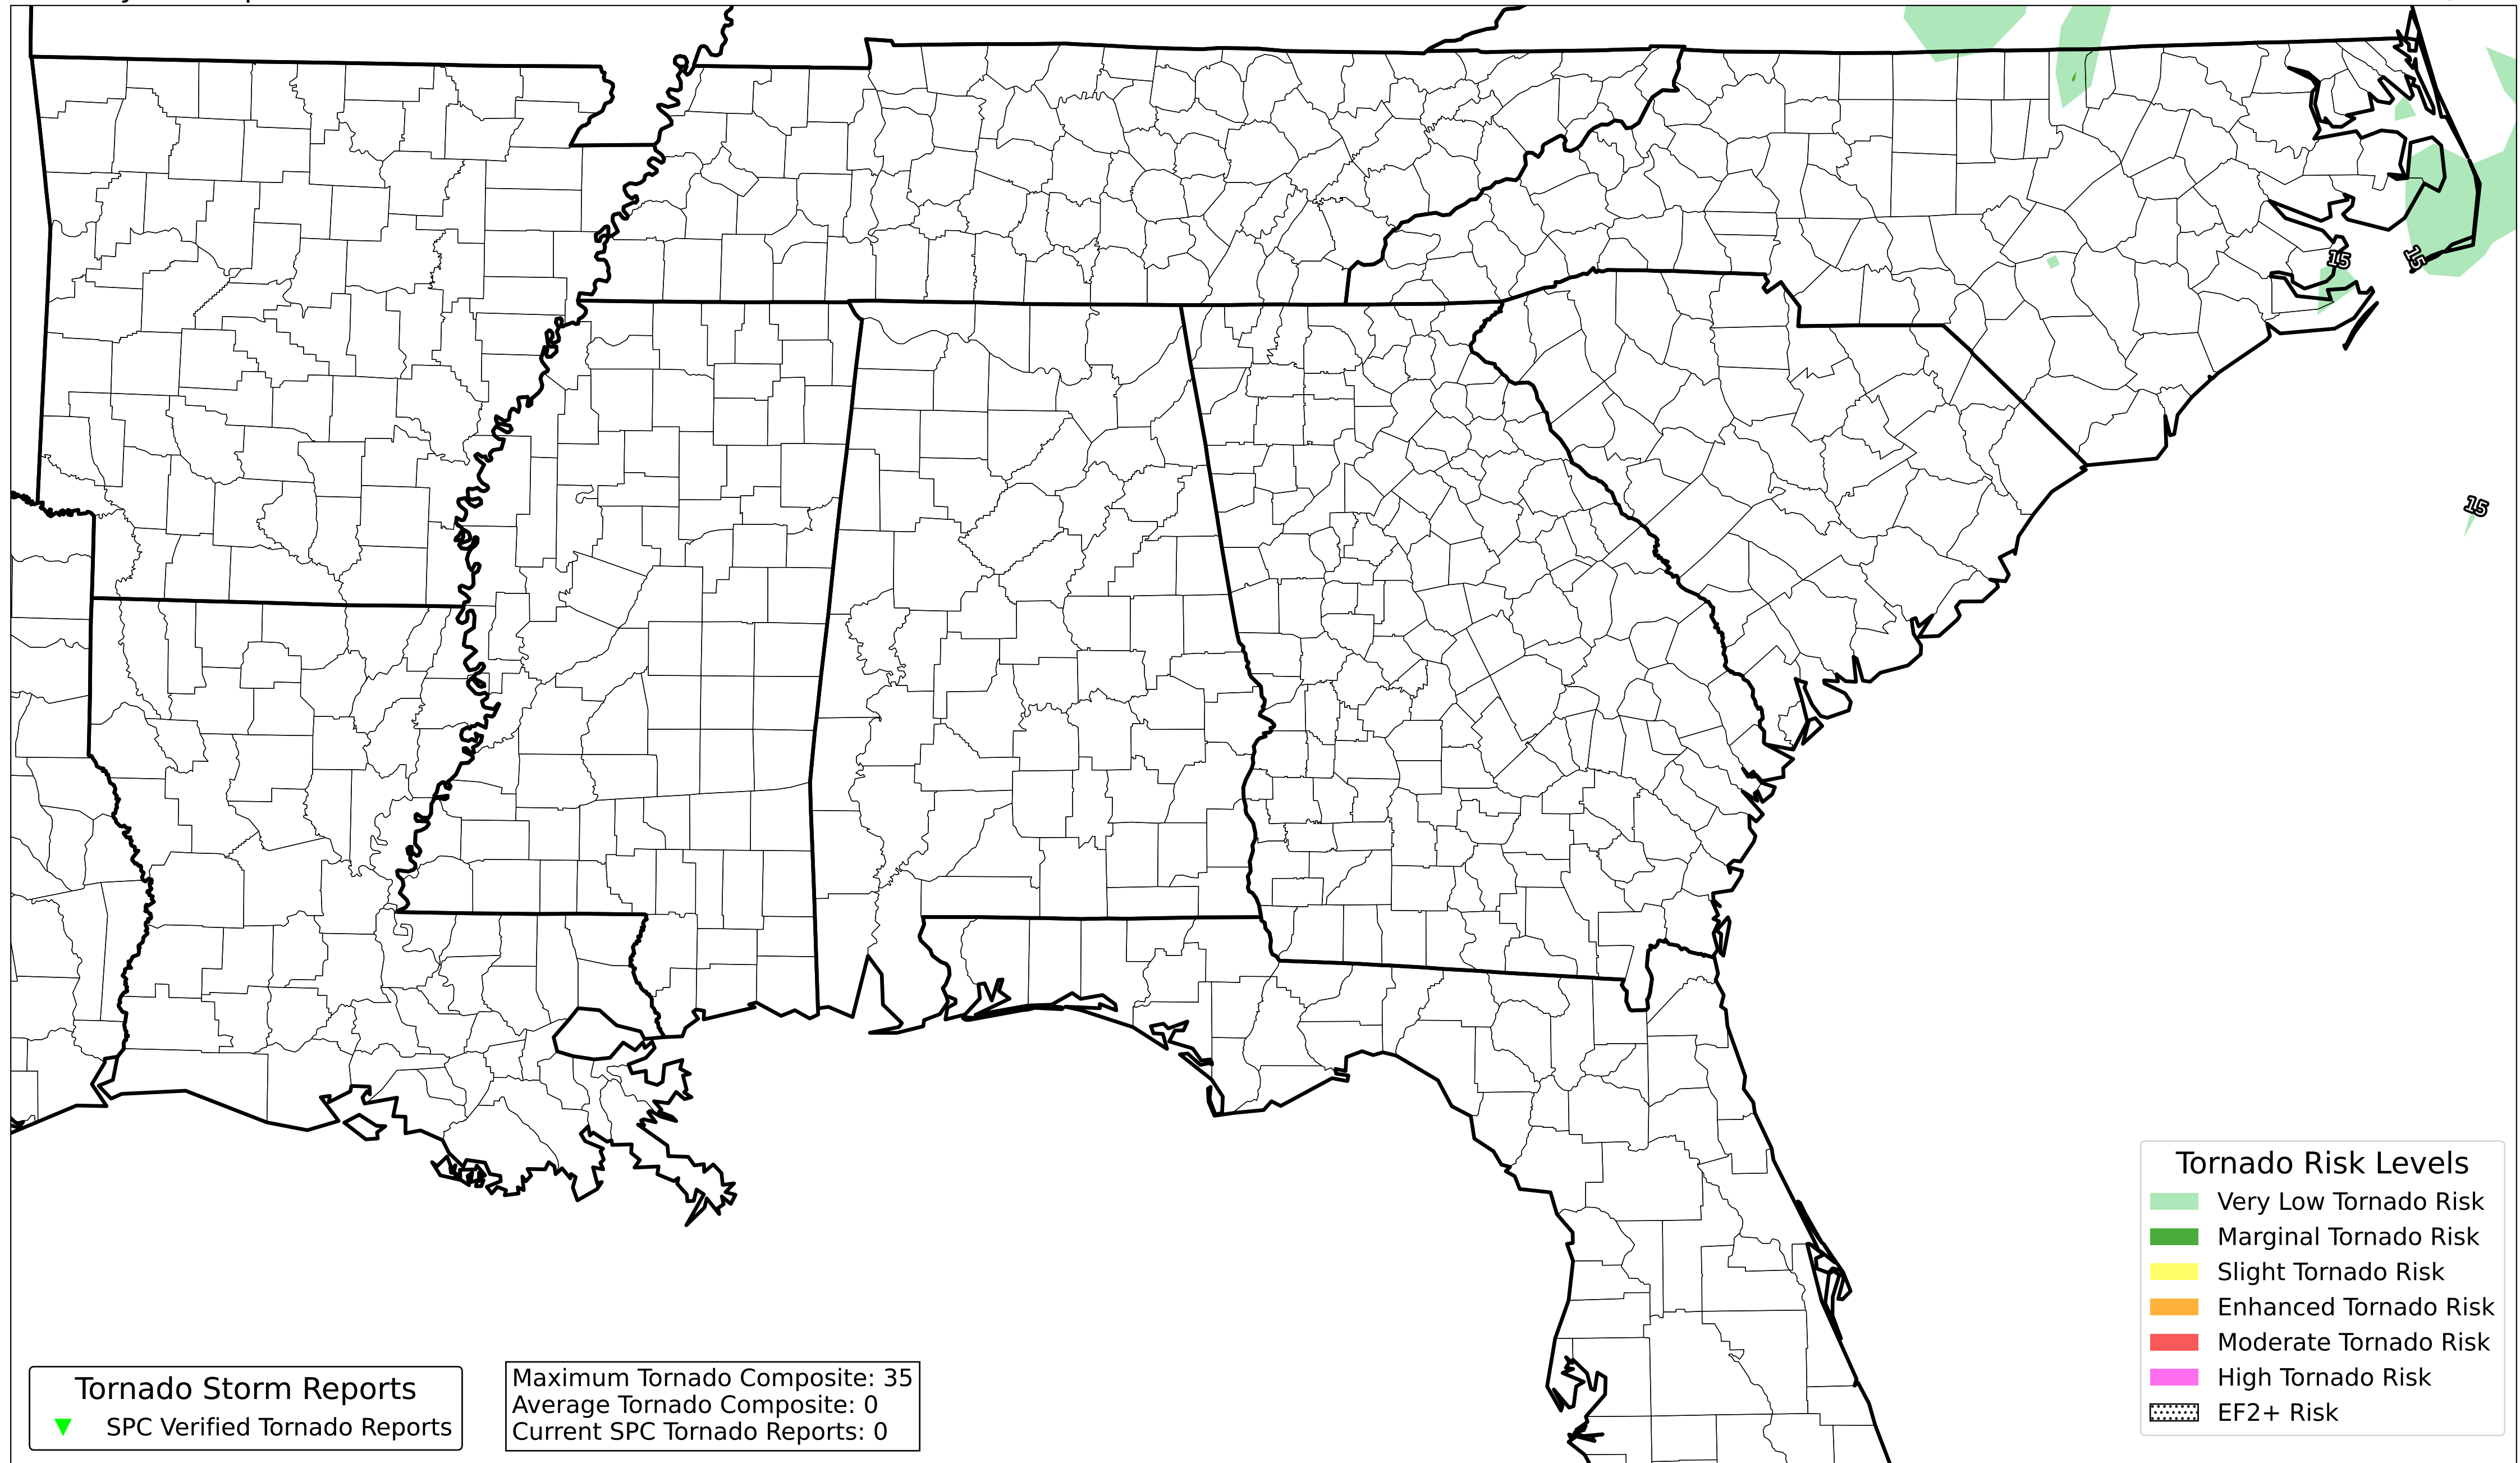 15
15
15
Tornado Risk Levels
Very Low Tornado Risk
Marginal Tornado Risk
Slight Tornado Risk
Enhanced Tornado Risk
Moderate Tornado Risk
High Tornado Risk
EF2+ Risk
Tornado Storm Reports
SPC Verified Tornado Reports
Maximum Tornado Composite: 35
Average Tornado Composite: 0
Current SPC Tornado Reports: 0